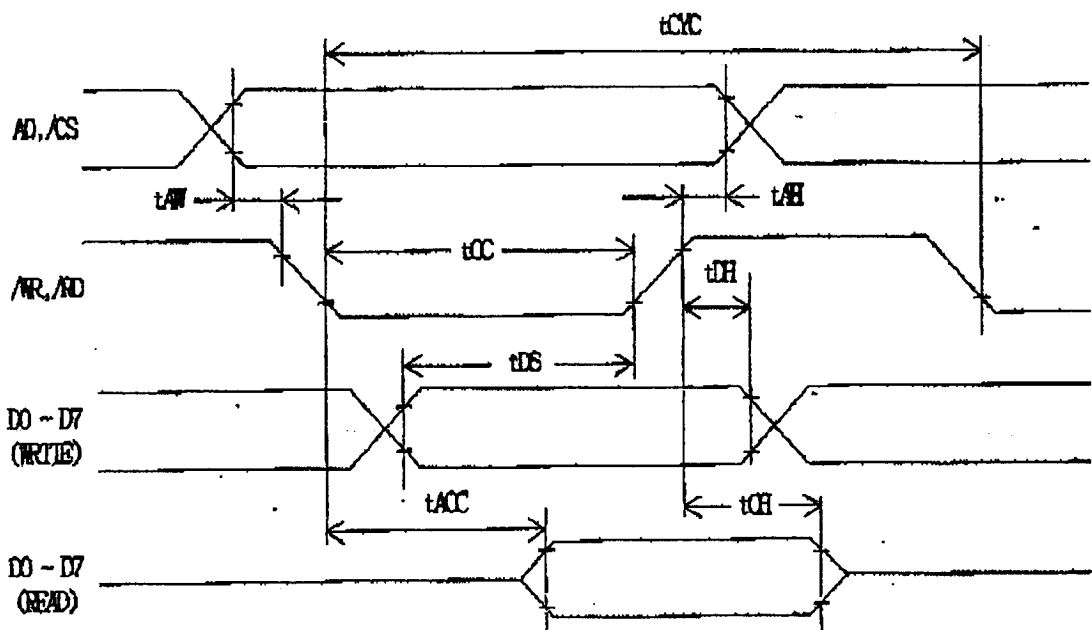 tCYC
A0,/CS
tAW
tAH
tCC
/WR,/RD
tDH
tDS
D0 ~ D7
(WRITE)
tACC
tOH
D0 ~ D7
(READ)